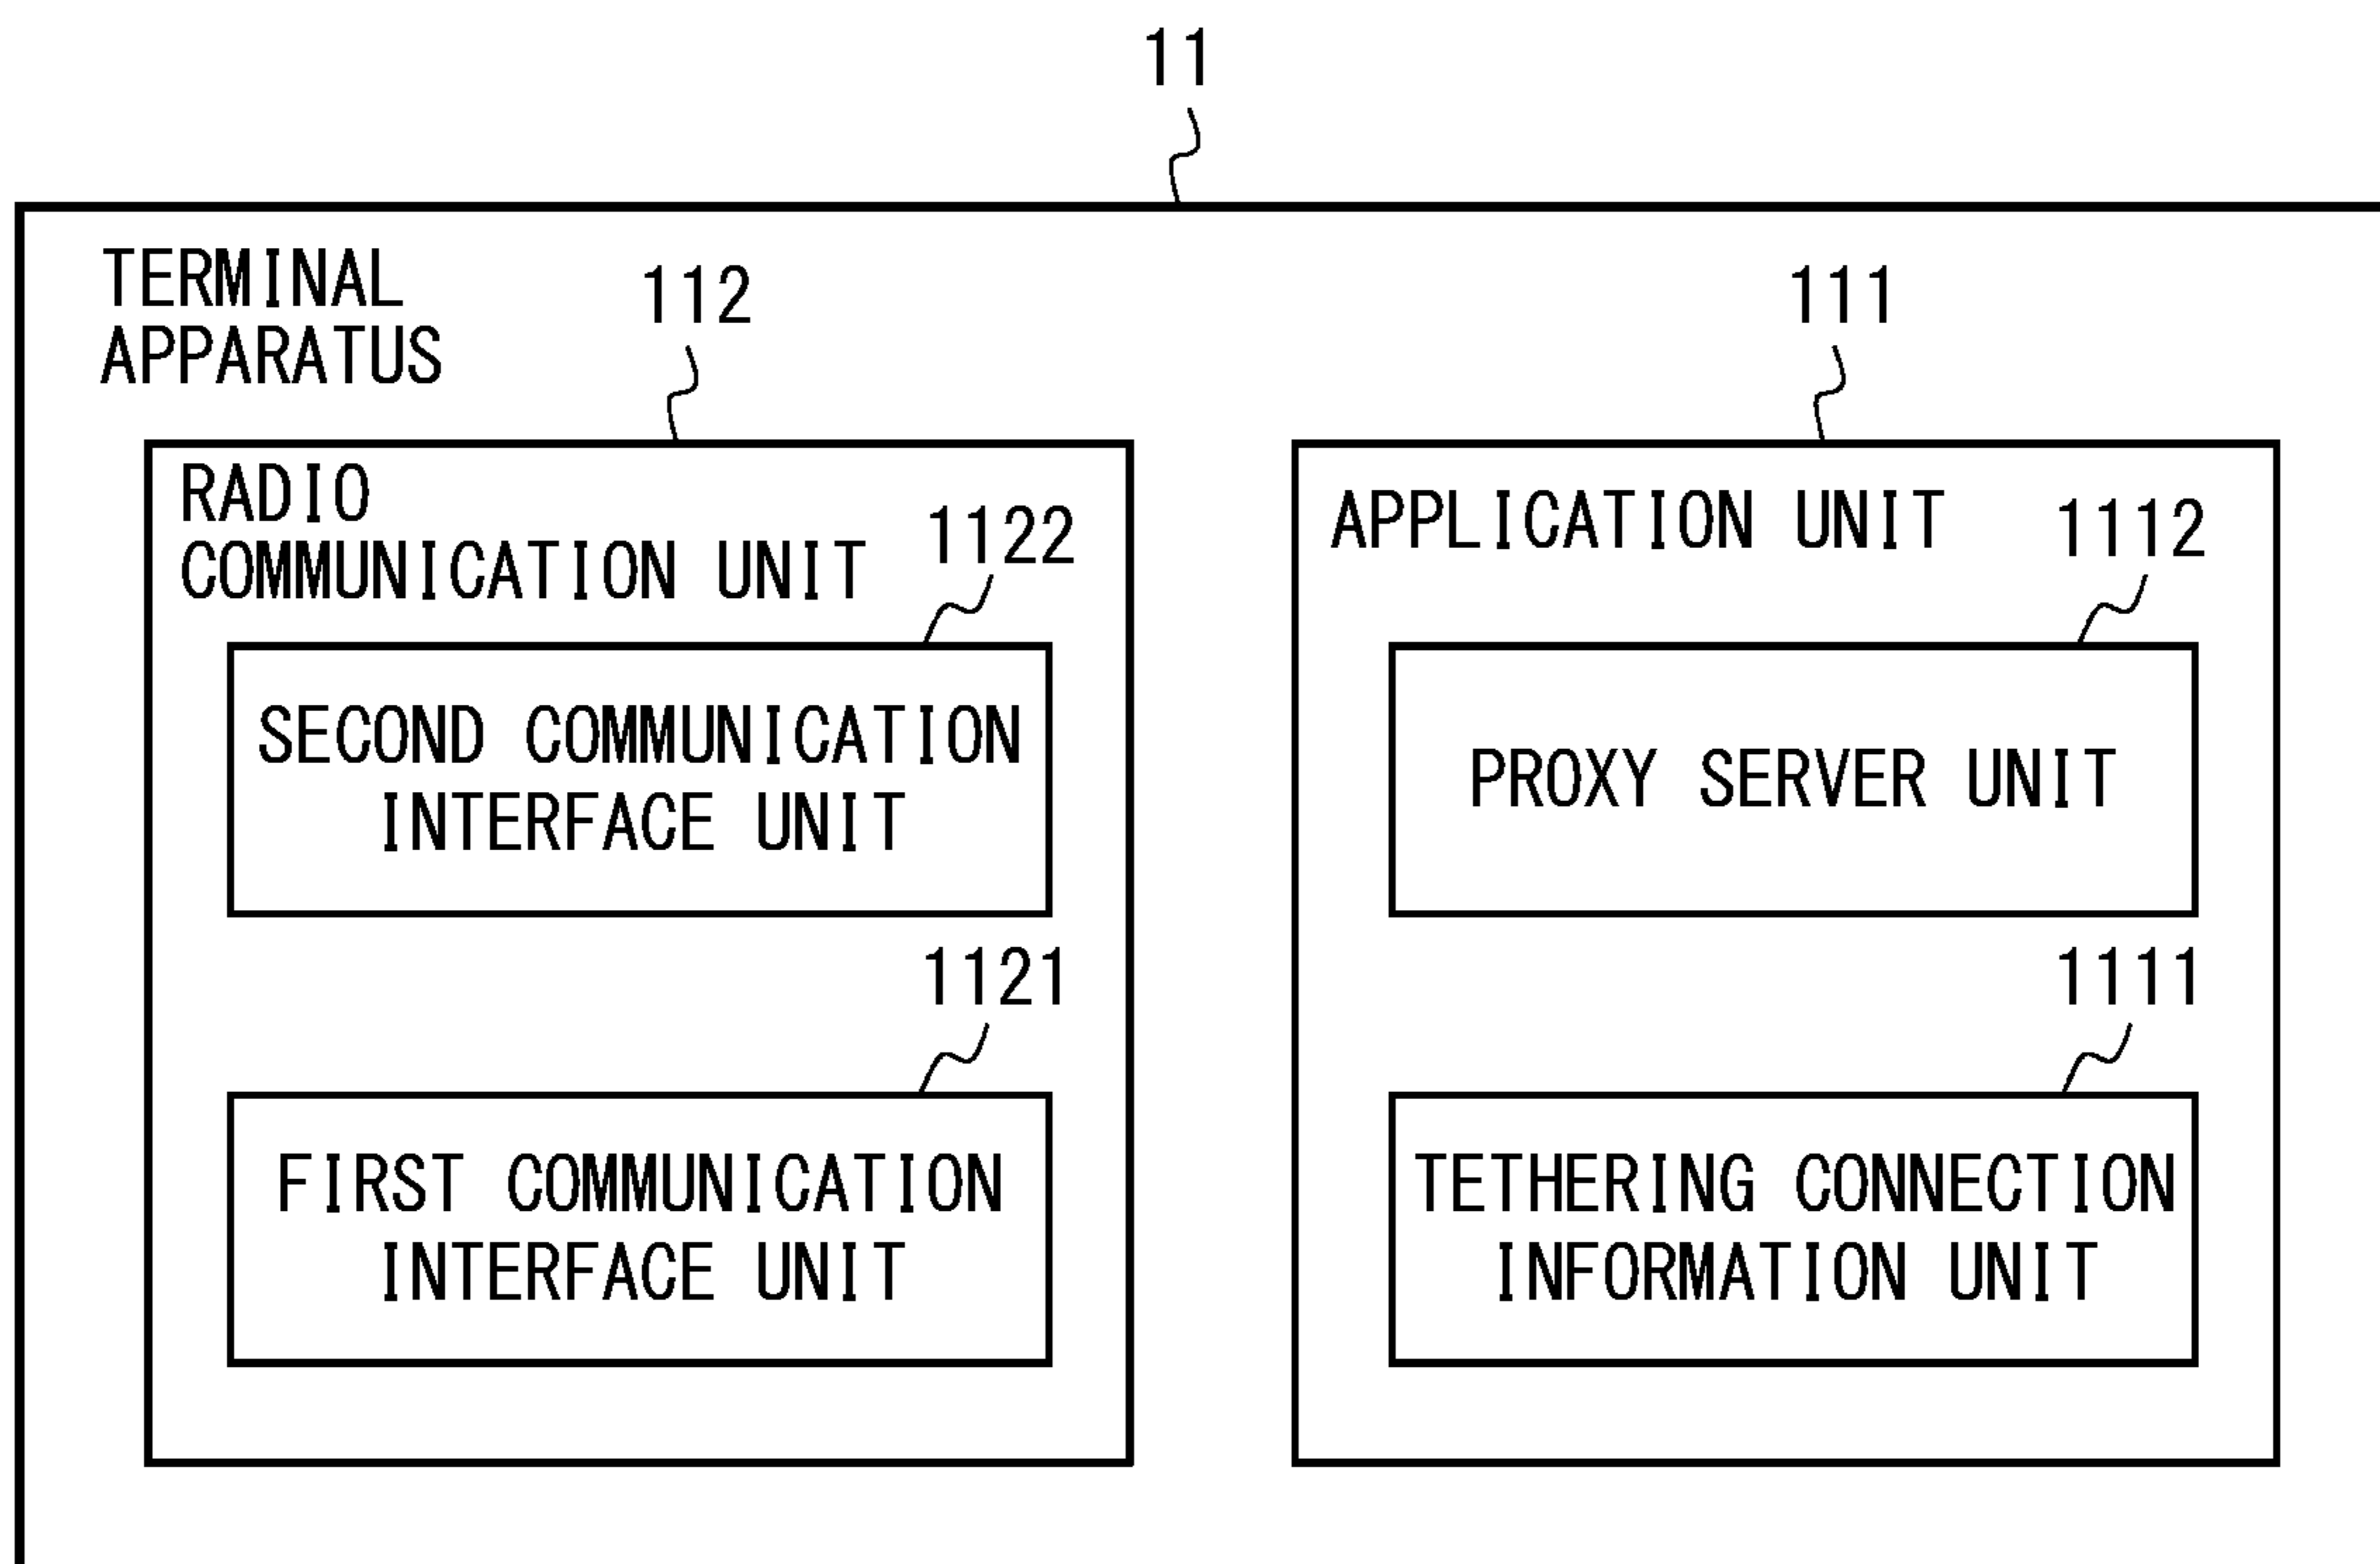 11
TERMINAL
APPARATUS
112
111
RADIO
COMMUNICATION UNIT
1122
APPLICATION UNIT
1112
SECOND COMMUNICATION
INTERFACE UNIT
PROXY SERVER UNIT
1121
1111
FIRST COMMUNICATION
INTERFACE UNIT
TETHERING CONNECTION
INFORMATION UNIT